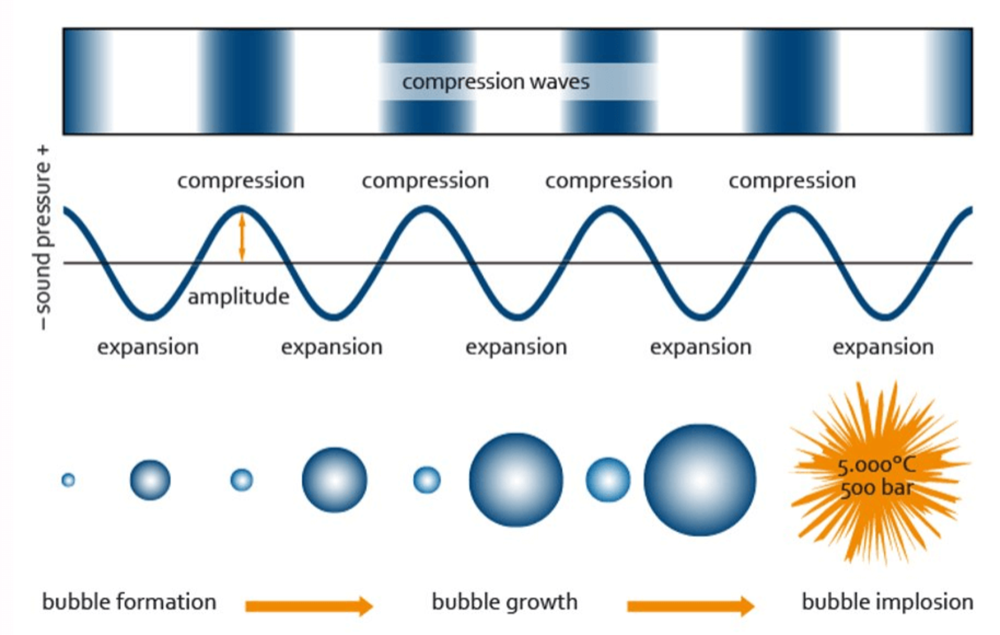 compression waves
– sound pressure +
compression compression compression compression
amplitude
expansion expansion expansion expansion expansion
5.000°C
500 bar
bubble formation bubble growth bubble implosion